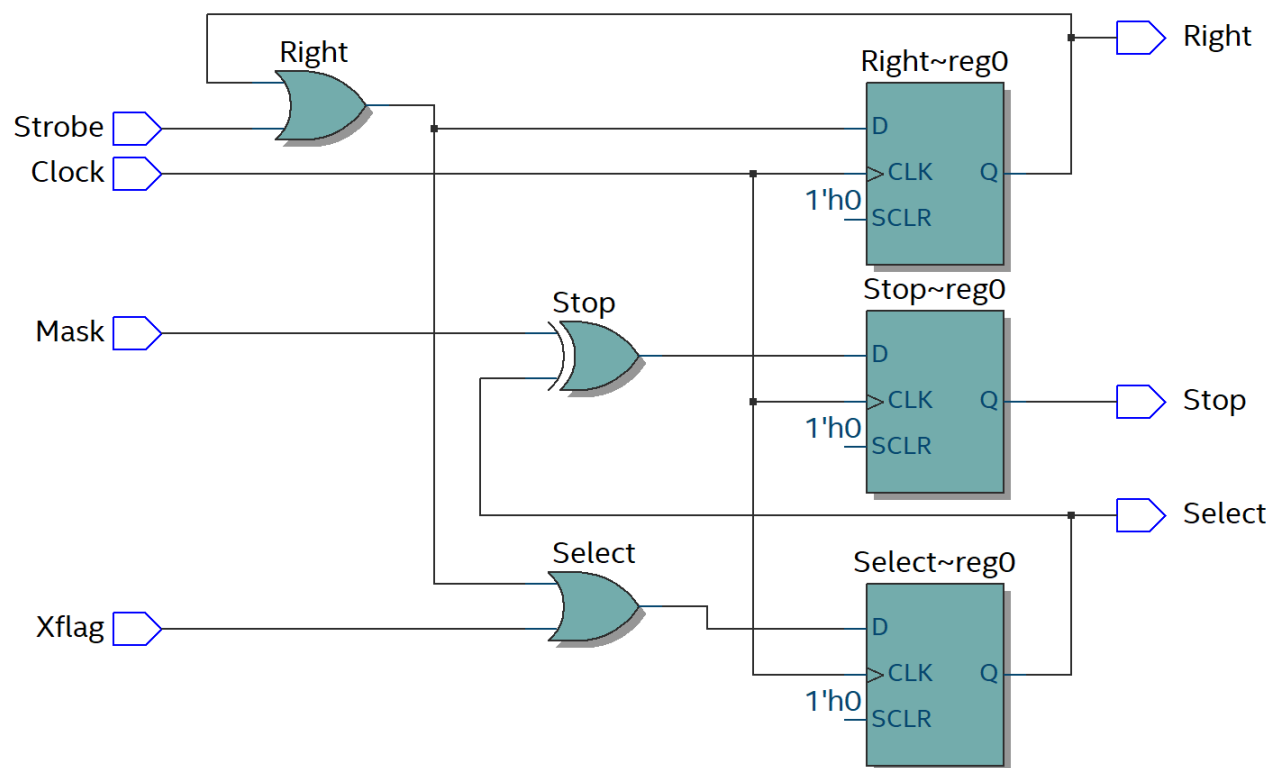 Right
Right~reg0
Right
Strobe
D
Clock
CLK
Q
1'h0
SCLR
Stop~reg0
Stop
Mask
D
CLK
Q
Stop
1'h0
SCLR
Select
Select
Select~reg0
Xflag
D
CLK
Q
1'h0
SCLR